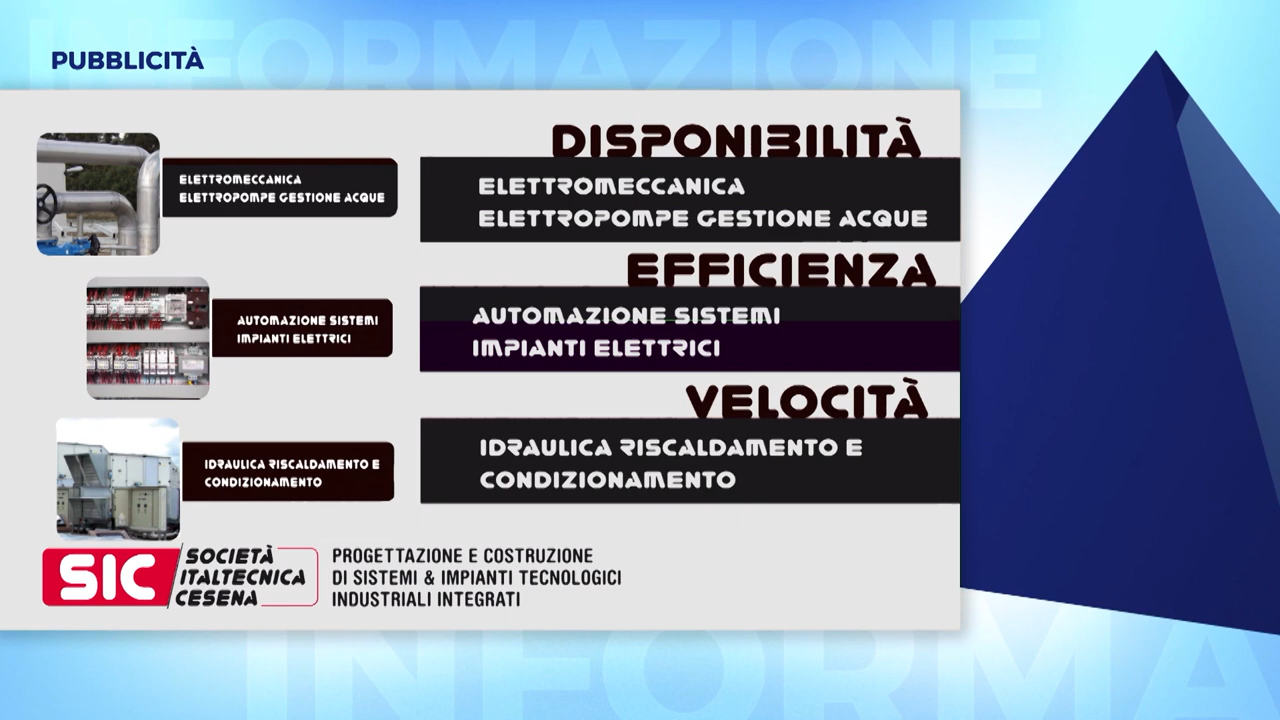 INFORMAZIONE
PUBBLICITÀ
DISPONIBILITÀ
ELETTROMECCANICA
ELETTROPOMPE GESTIONE ACQUE
ELETTROMECCANICA
ELETTROPOMPE GESTIONE ACQUE
EFFICIENZA
AUTOMAZIONE SISTEMI
IMPIANTI ELETTRICI
AUTOMAZIONE SISTEMI
IMPIANTI ELETTRICI
VELOCITÀ
IDRAULICA RISCALDAMENTO E
CONDIZIONAMENTO
IDRAULICA RISCALDAMENTO E
CONDIZIONAMENTO
SIC
SOCIETÀ
ITALTECNICA
CESENA
PROGETTAZIONE E COSTRUZIONE
DI SISTEMI & IMPIANTI TECNOLOGICI
INDUSTRIALI INTEGRATI
INFORMA